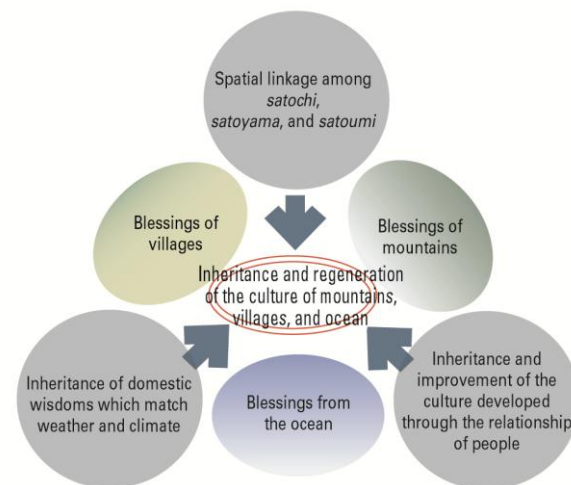 Spatial linkage among
satochi,
satoyama, and satoumi
Blessings of
villages
Blessings of
mountains
Inheritance and regeneration
of the culture of mountains,
villages, and ocean
Inheritance of domestic
wisdoms which match
weather and climate
Blessings from
the ocean
Inheritance and
improvement of the
culture developed
through the relationship
of people